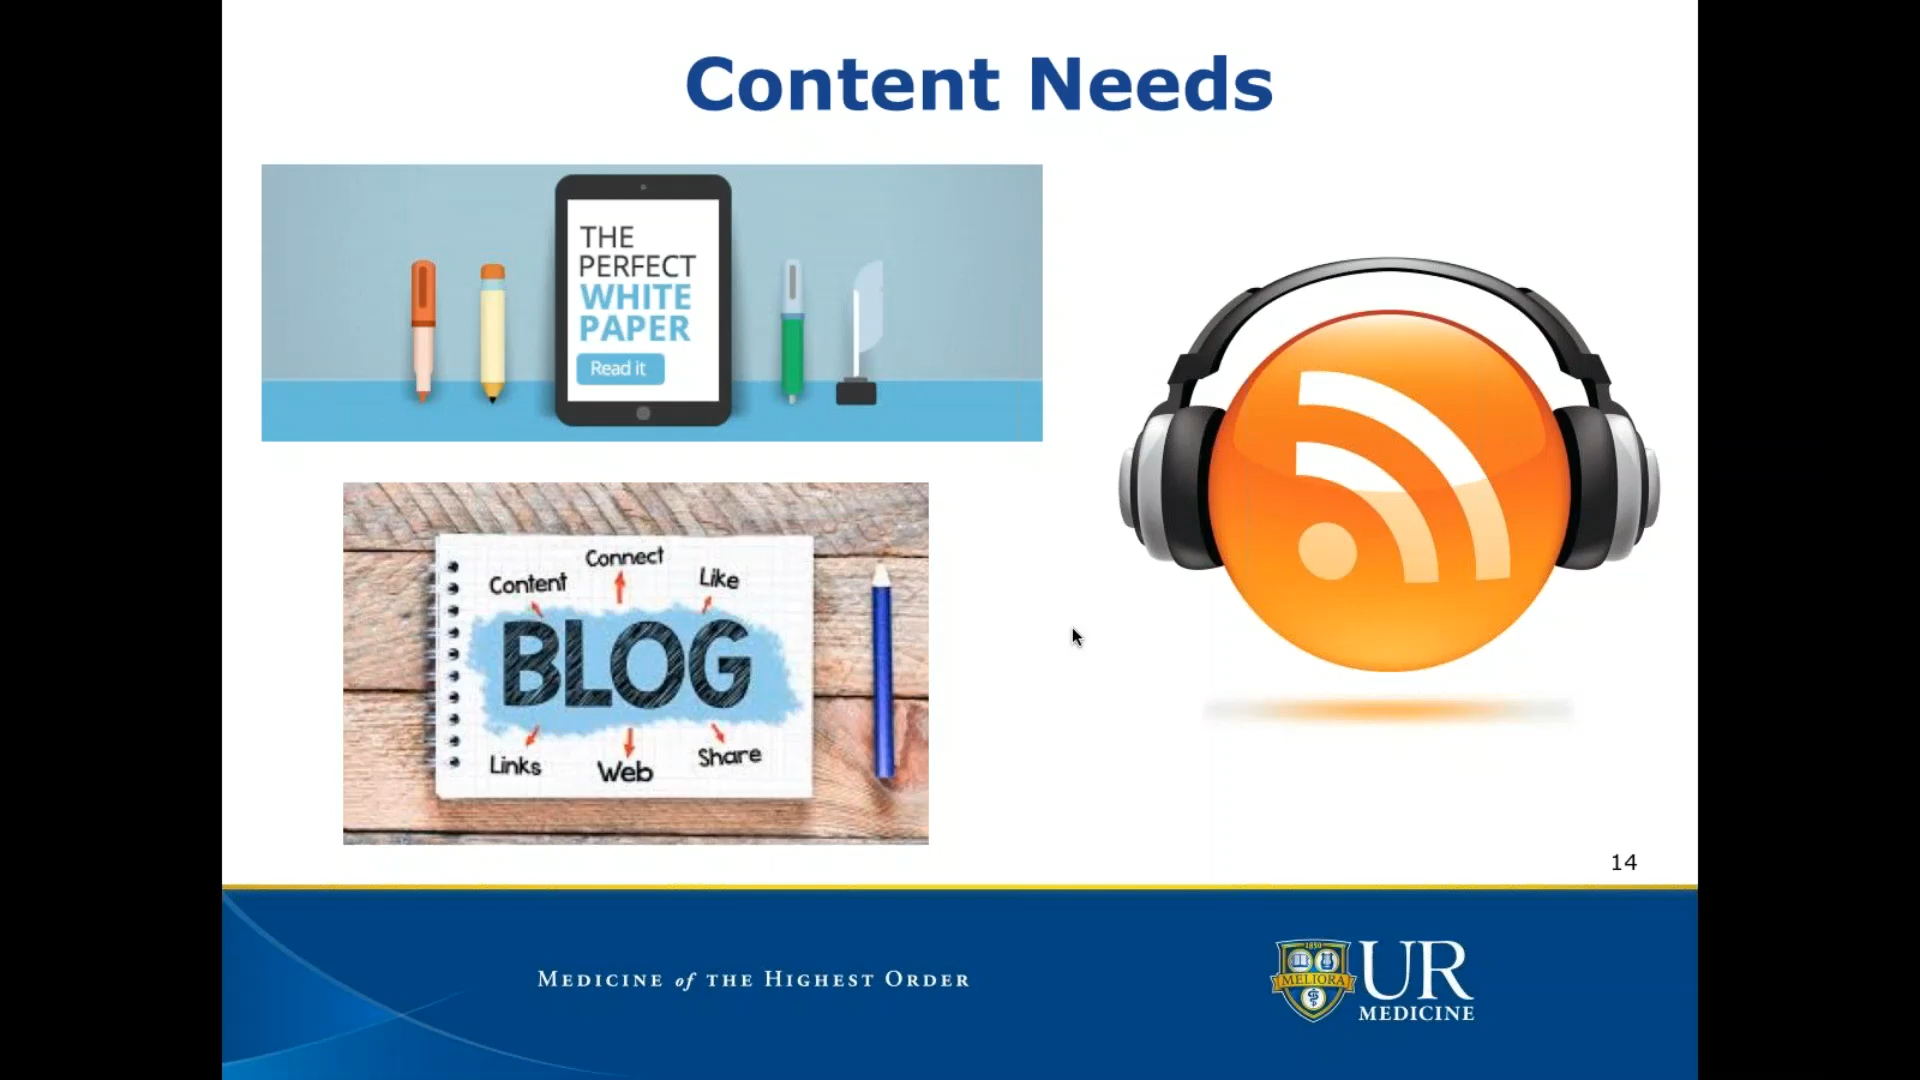 Content Needs
THE
PERFECT
WHITE
PAPER
Read it
Connect
Content
Like
BLOG
Links
Web
Share
14
MEDICINE of THE HIGHEST ORDER
1850
MELIORA
UR
MEDICINE